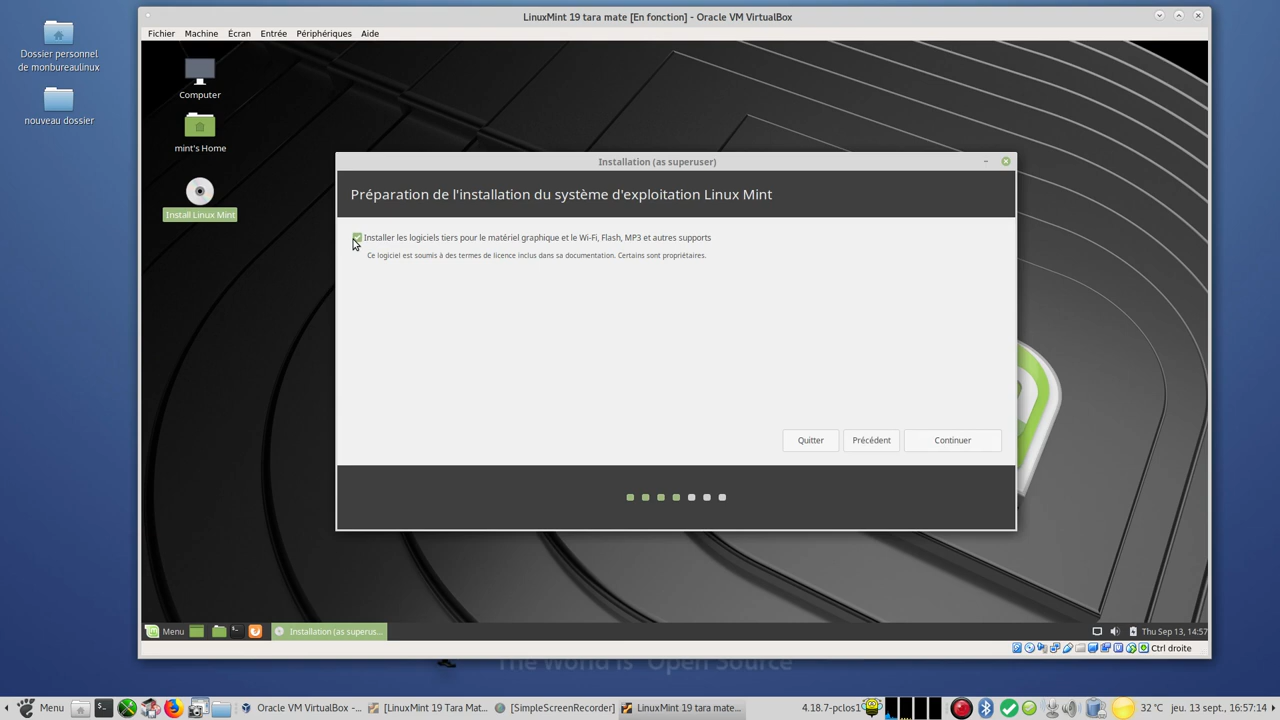 Dossier personnel
de monbureaulinux
nouveau dossier
LinuxMint 19 tara mate [En fonction] - Oracle VM VirtualBox
Fichier Machine Écran Entrée Périphériques Aide
Computer
mint's Home
Install Linux Mint
Installation (as superuser)
Préparation de l'installation du système d'exploitation Linux Mint
Installer les logiciels tiers pour le matériel graphique et le Wi-Fi, Flash, MP3 et autres supports
Ce logiciel est soumis à des termes de licence inclus dans sa documentation. Certains sont propriétaires.
Quitter Précédent Continuer
Menu Installation (as superus... Thu Sep 13, 14:57
Ctrl droite
The World is 'Open Source'
Menu Oracle VM VirtualBox -... [LinuxMint 19 Tara Mat... [SimpleScreenRecorder] LinuxMint 19 tara mate... 4.18.7-pclos1 32 °C jeu. 13 sept., 16:57:14